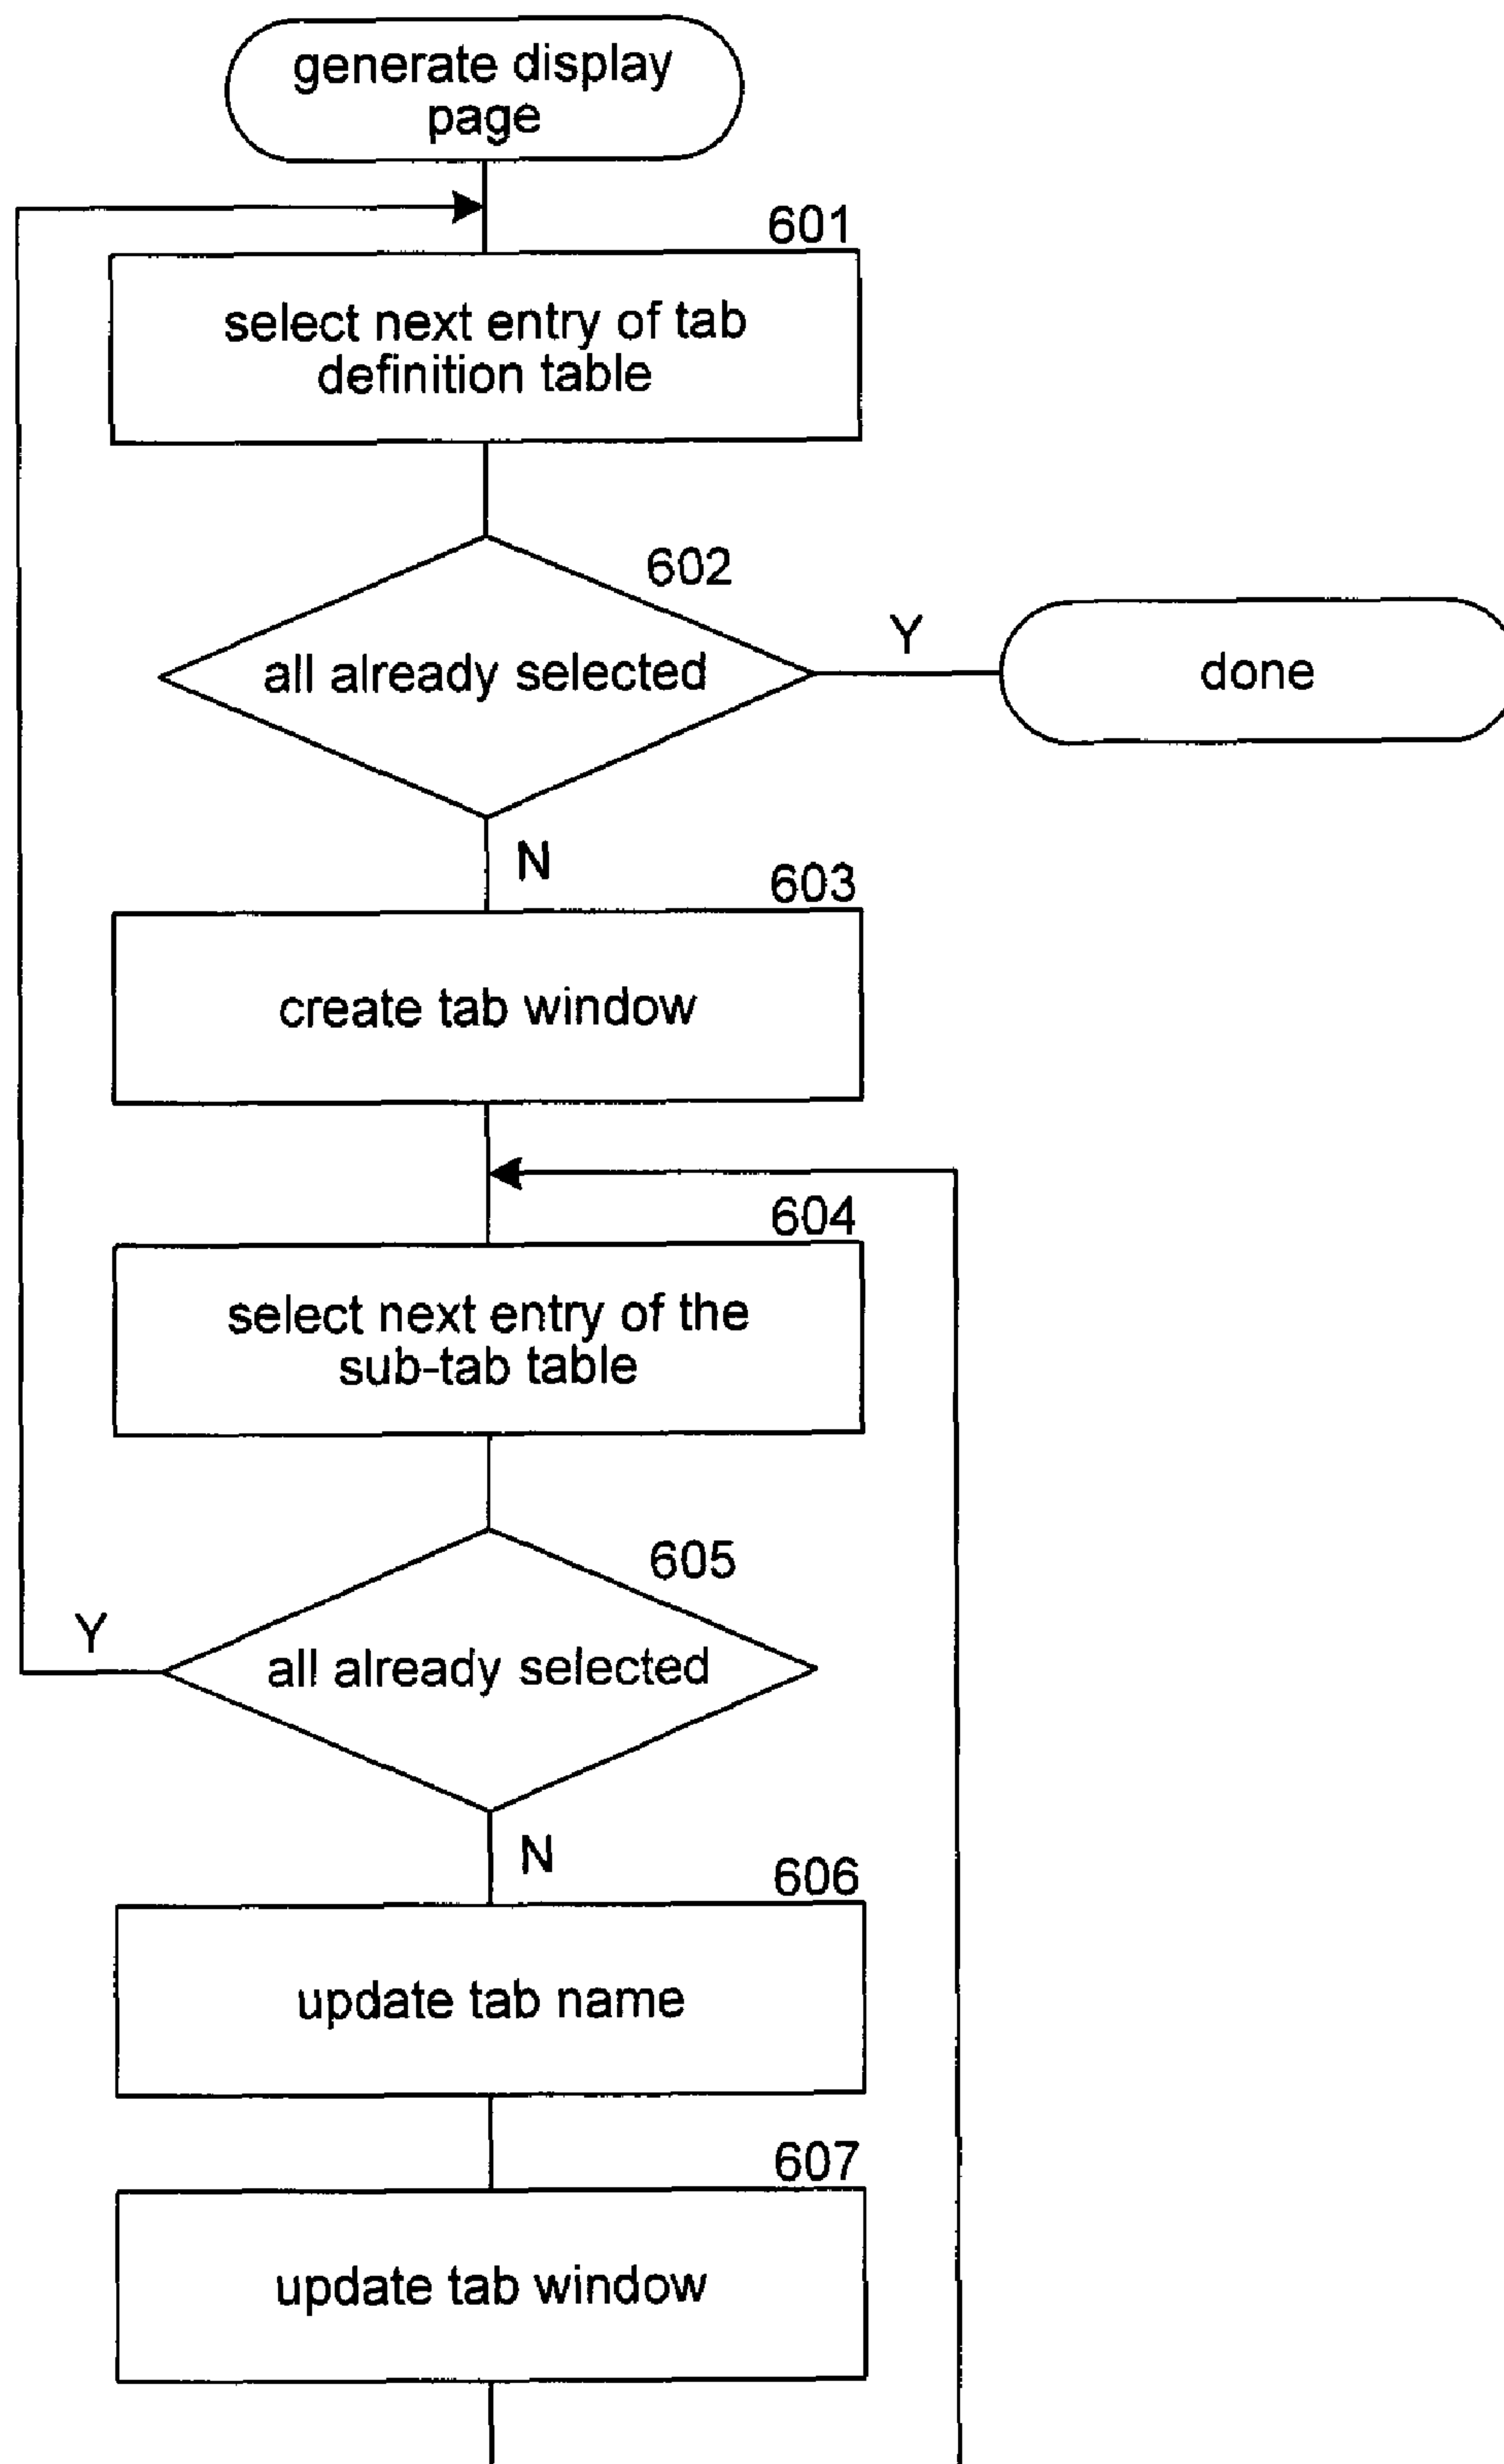 generate display
page
601
select next entry of tab
definition table
602
all already selected
Y
done
N
603
create tab window
604
select next entry of the
sub-tab table
605
Y
all already selected
N
606
update tab name
607
update tab window